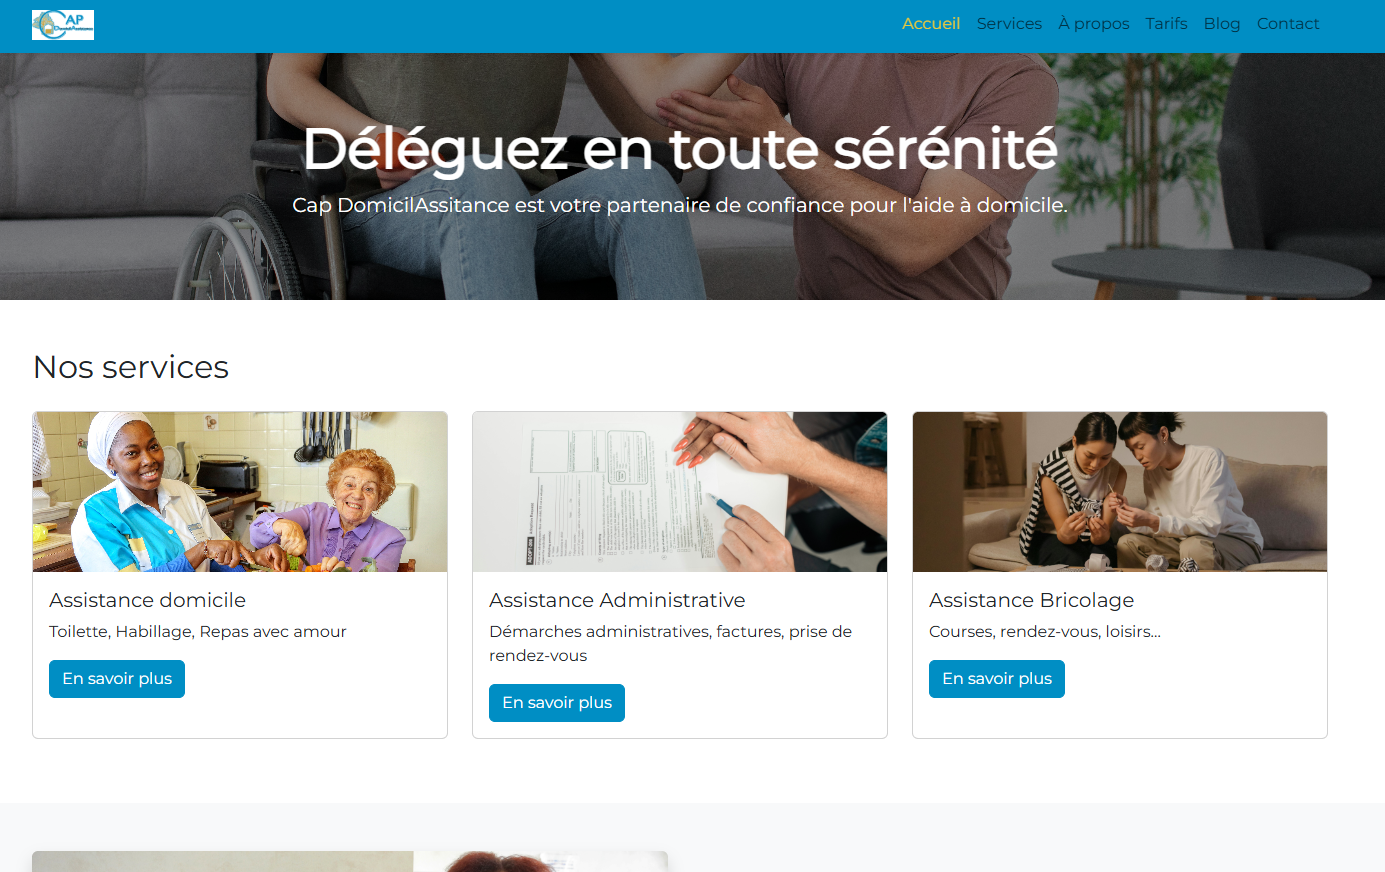 AP
Accueil Services À propos Tarifs Blog Contact
Déléguez en toute sérénité
Cap DomicilAssitance est votre partenaire de confiance pour l'aide à domicile.
Nos services
Assistance domicile
Toilette, Habillage, Repas avec amour
En savoir plus
Assistance Administrative
Démarches administratives, factures, prise de
rendez-vous
En savoir plus
Assistance Bricolage
Courses, rendez-vous, loisirs...
En savoir plus